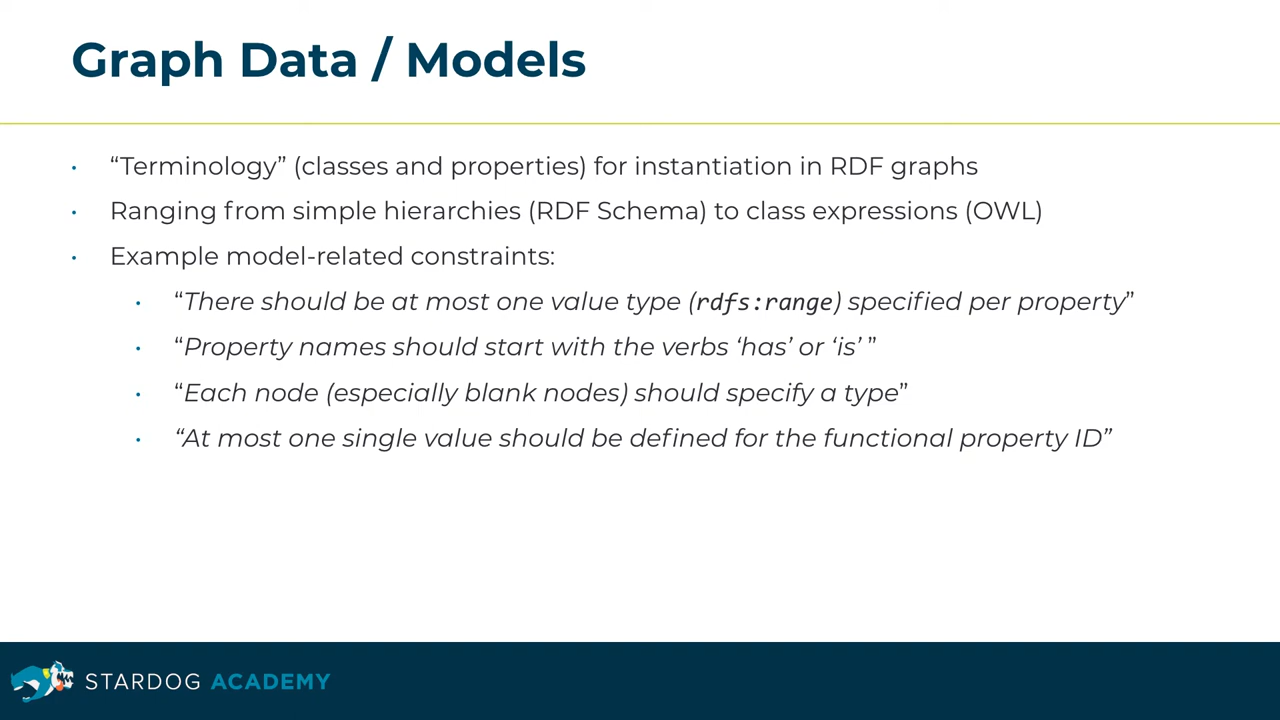 Graph Data / Models
• “Terminology” (classes and properties) for instantiation in RDF graphs
• Ranging from simple hierarchies (RDF Schema) to class expressions (OWL)
• Example model-related constraints:
• “There should be at most one value type (rdfs:range) specified per property”
• “Property names should start with the verbs ‘has’ or ‘is’ ”
• “Each node (especially blank nodes) should specify a type”
• “At most one single value should be defined for the functional property ID”
STARDOG ACADEMY